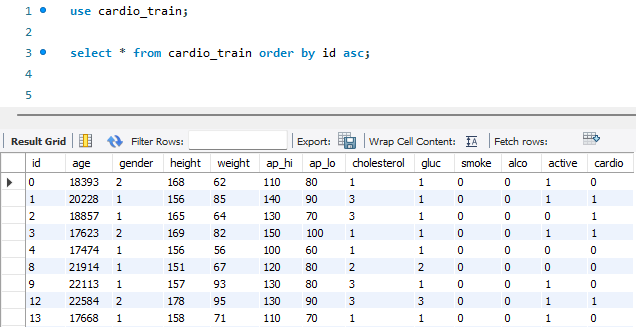 1 use cardio_train;
2
3 select * from cardio_train order by id asc;
4
5
Result Grid Filter Rows: Export: Wrap Cell Content: IA Fetch rows:
id age gender height weight ap_hi ap_lo cholesterol gluc smoke alco active cardio
0 18393 2 168 62 110 80 1 1 0 0 1 0
1 20228 1 156 85 140 90 3 1 0 0 1 1
2 18857 1 165 64 130 70 3 1 0 0 0 1
3 17623 2 169 82 150 100 1 1 0 0 1 1
4 17474 1 156 56 100 60 1 1 0 0 0 0
8 21914 1 151 67 120 80 2 2 0 0 0 0
9 22113 1 157 93 130 80 3 1 0 0 1 0
12 22584 2 178 95 130 90 3 3 0 0 1 1
13 17668 1 158 71 110 70 1 1 0 0 1 0